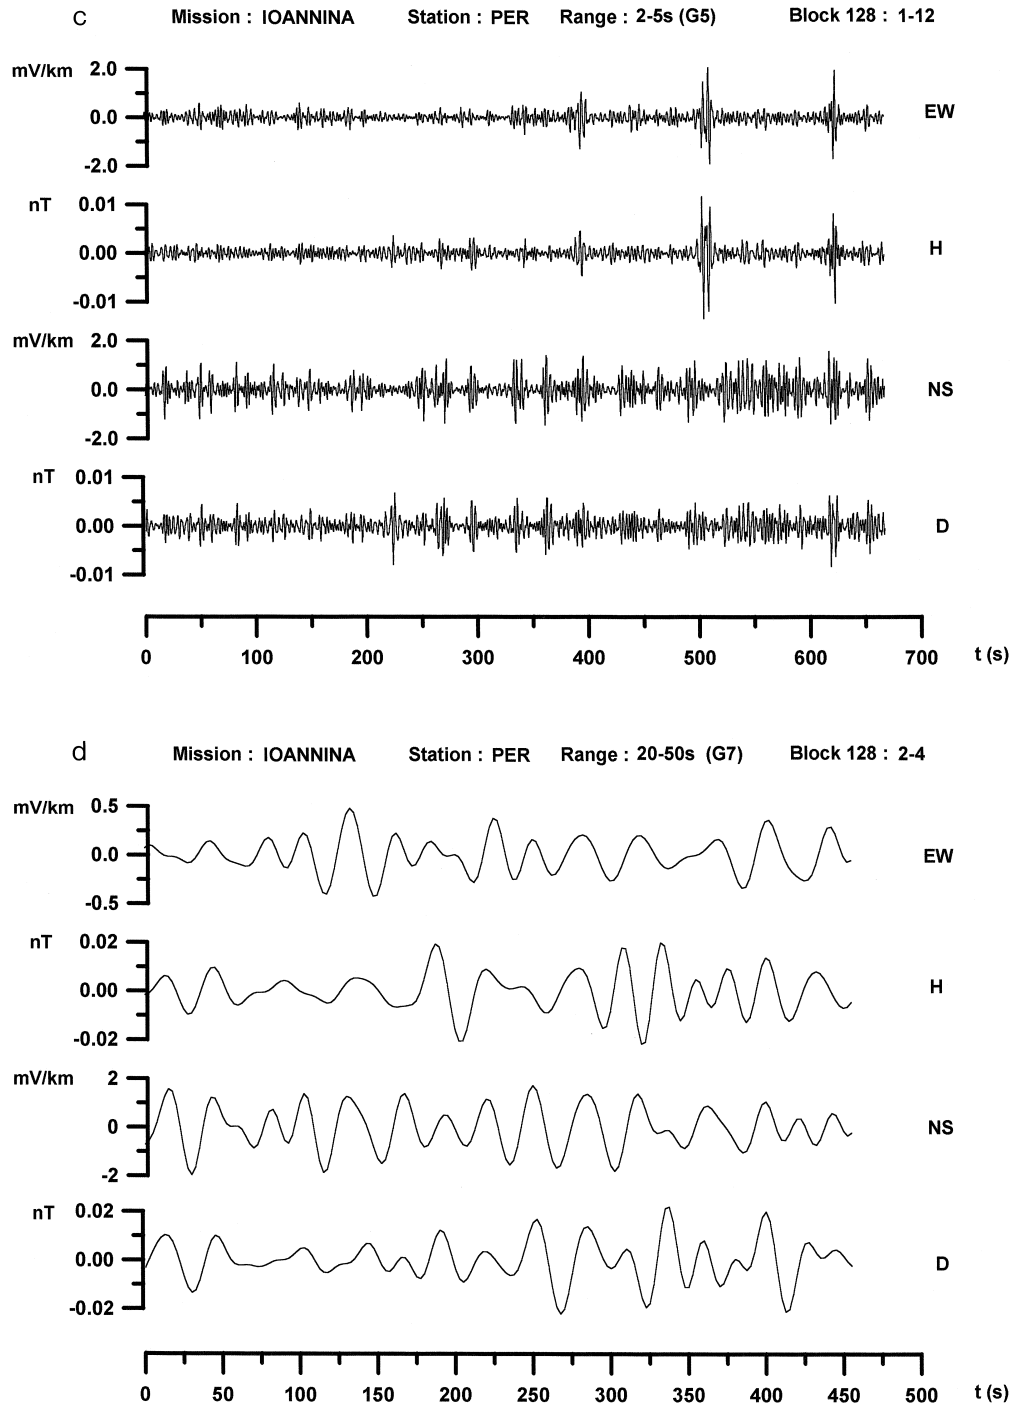 c Mission : IOANNINA Station : PER Range : 2-5s (G5) Block 128 : 1-12
mV/km 2.0
0.0 EW
-2.0
nT 0.01
0.00 H
-0.01
mV/km 2.0
0.0 NS
-2.0
nT 0.01
0.00 D
-0.01
0 100 200 300 400 500 600 700 t (s)
d Mission : IOANNINA Station : PER Range : 20-50s (G7) Block 128 : 2-4
mV/km 0.5
0.0 EW
-0.5
nT 0.02
0.00 H
-0.02
mV/km 2
0 NS
-2
nT 0.02
0.00 D
-0.02
0 50 100 150 200 250 300 350 400 450 500 t (s)